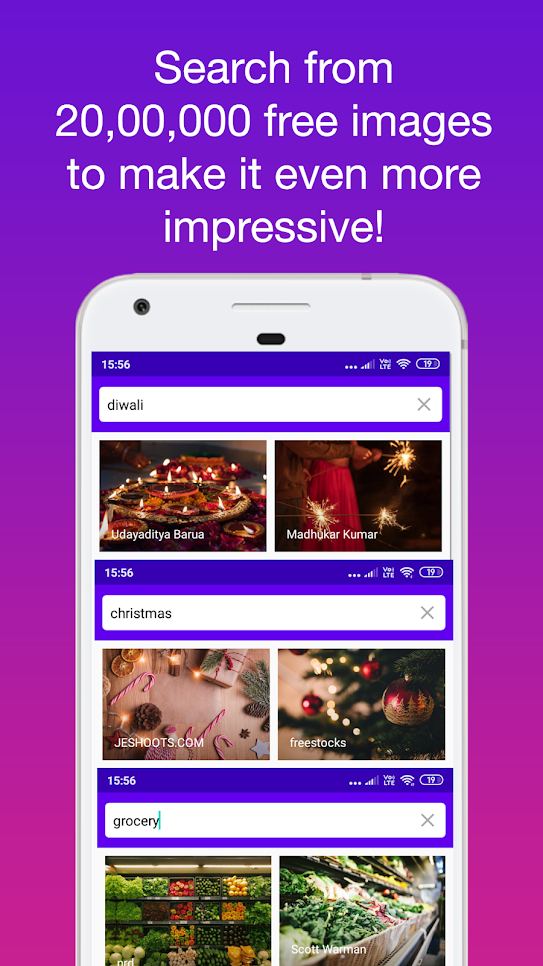 Search from
20,00,000 free images
to make it even more
impressive!
15:56 Vo) LTE 19
diwali
Udayaditya Barua Madhukar Kumar
15:56 Vo) LTE 19
christmas
JESHOOTS.COM freestocks
15:56 Vo) LTE 19
grocery
nrd Scott Warman